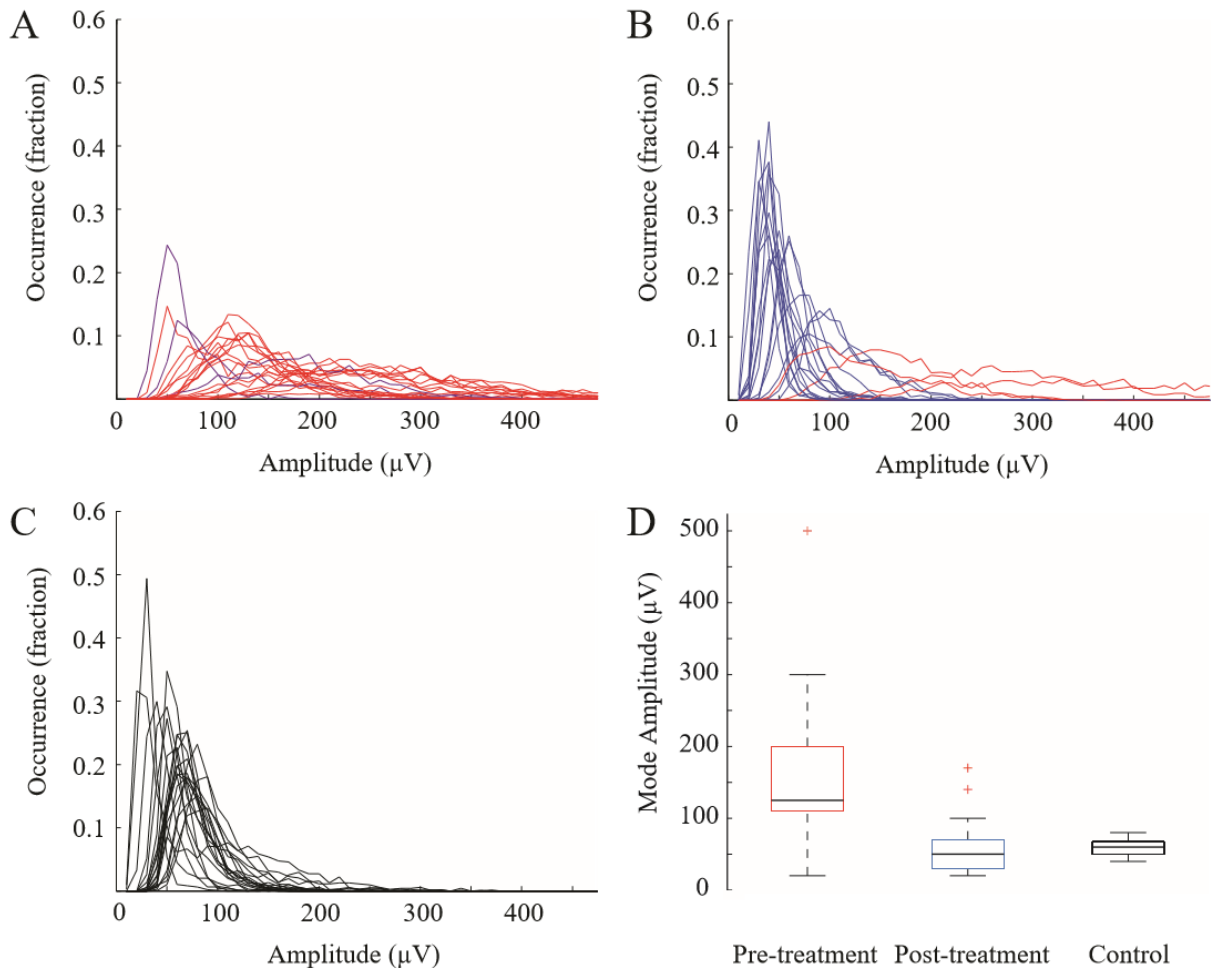 A
0.6
0.5
0.4
0.3
0.2
0.1
Occurrence (fraction)
0 100 200 300 400
Amplitude (µV)
B
0.6
0.5
0.4
0.3
0.2
0.1
Occurrence (fraction)
0 100 200 300 400
Amplitude (µV)
C
0.6
0.5
0.4
0.3
0.2
0.1
Occurrence (fraction)
0 100 200 300 400
Amplitude (µV)
D
500
400
300
200
100
0
Mode Amplitude (µV)
Pre-treatment Post-treatment Control